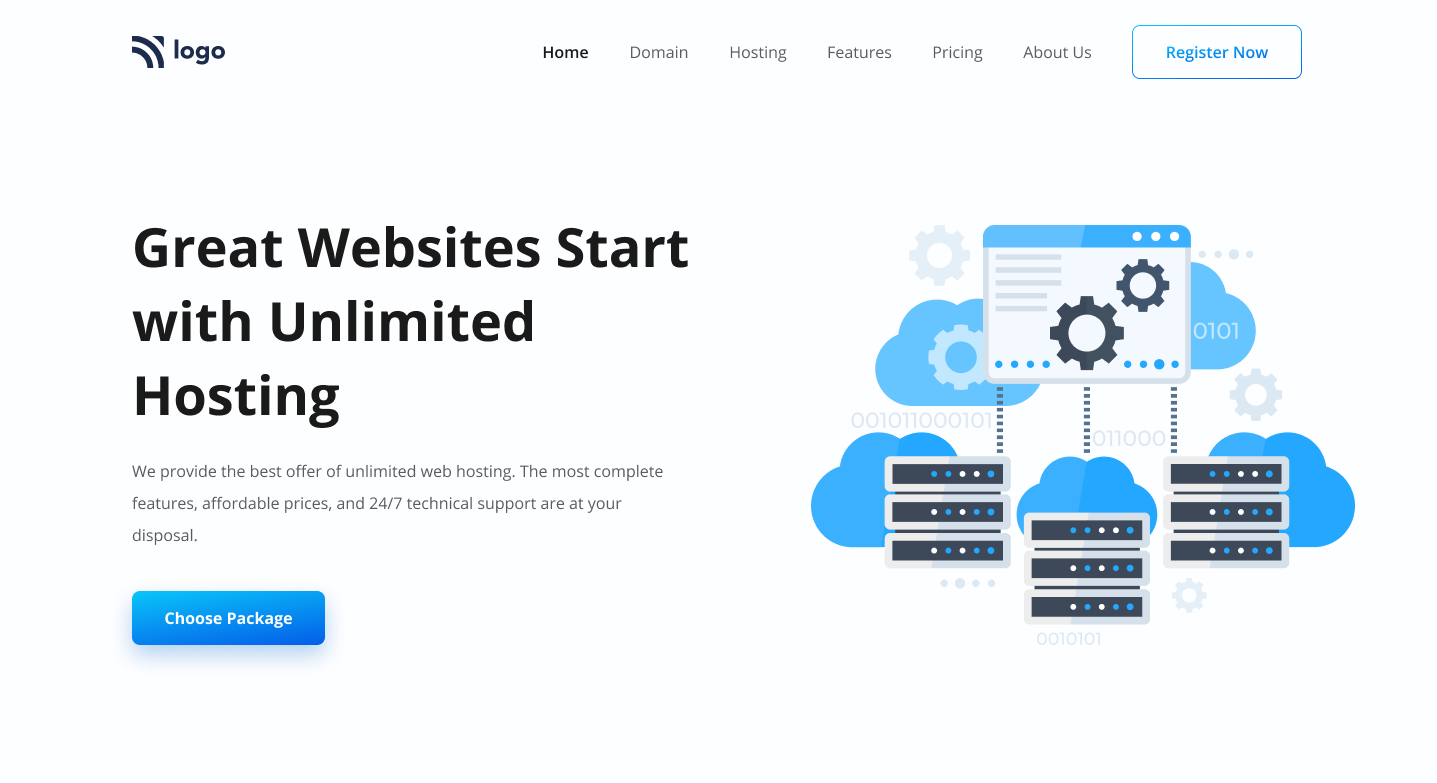 logo
Home Domain Hosting Features Pricing About Us Register Now
Great Websites Start
with Unlimited
Hosting
We provide the best offer of unlimited web hosting. The most complete
features, affordable prices, and 24/7 technical support are at your
disposal.
Choose Package
0101
001011000101
011000
0010101